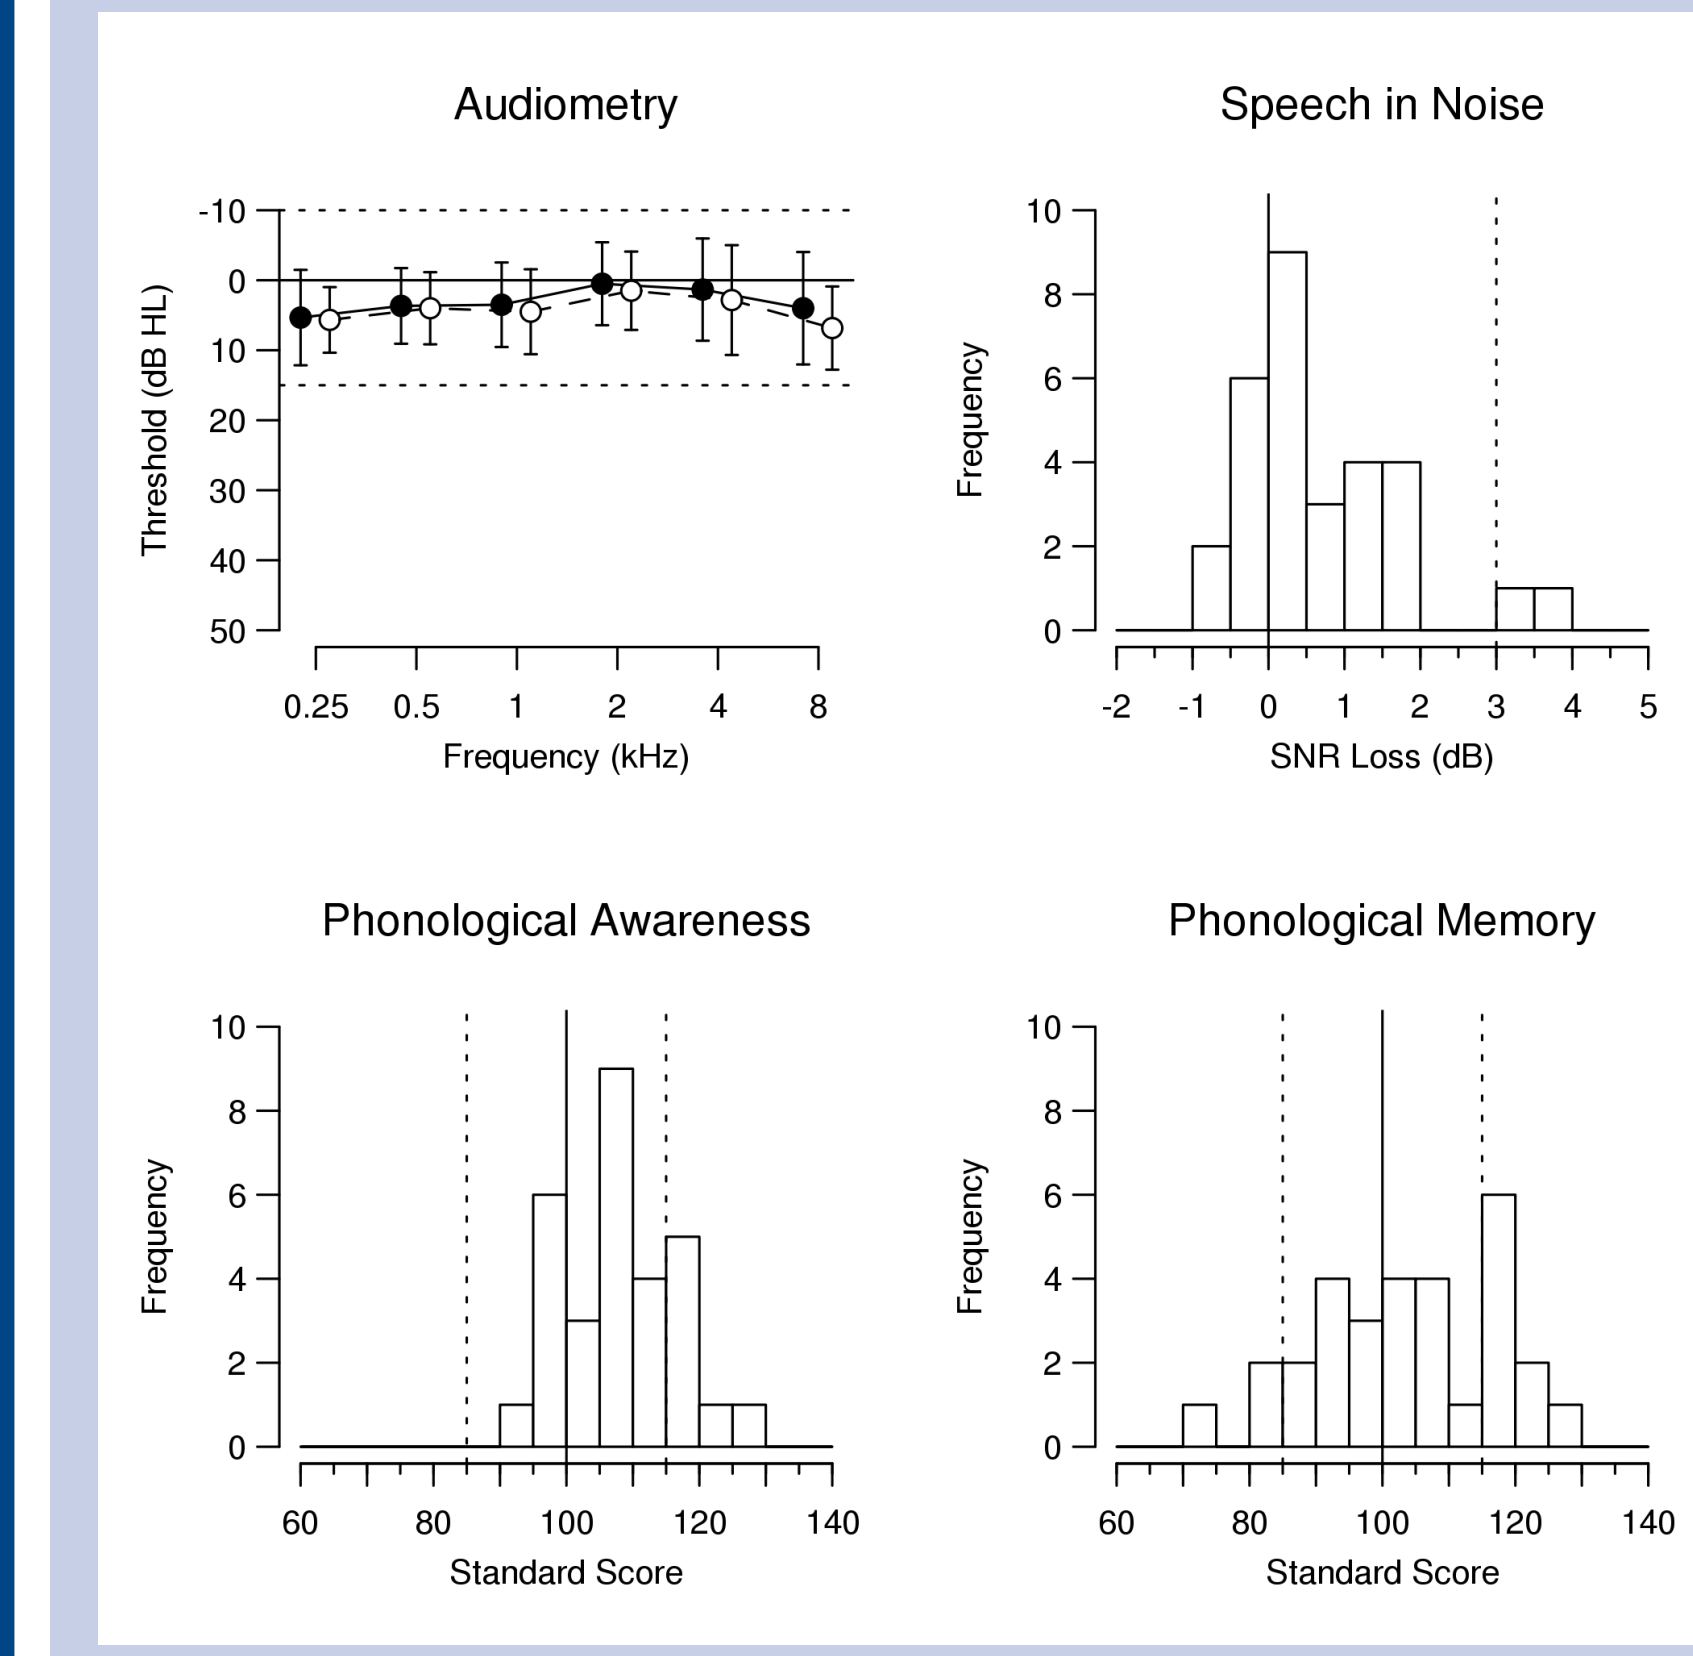 Audiometry
-10
0
10
20
30
40
50
Threshold (dB HL)
0.25 0.5 1 2 4 8
Frequency (kHz)
Speech in Noise
10
8
6
4
2
0
Frequency
-2 -1 0 1 2 3 4 5
SNR Loss (dB)
Phonological Awareness
10
8
6
4
2
0
Frequency
60 80 100 120 140
Standard Score
Phonological Memory
10
8
6
4
2
0
Frequency
60 80 100 120 140
Standard Score